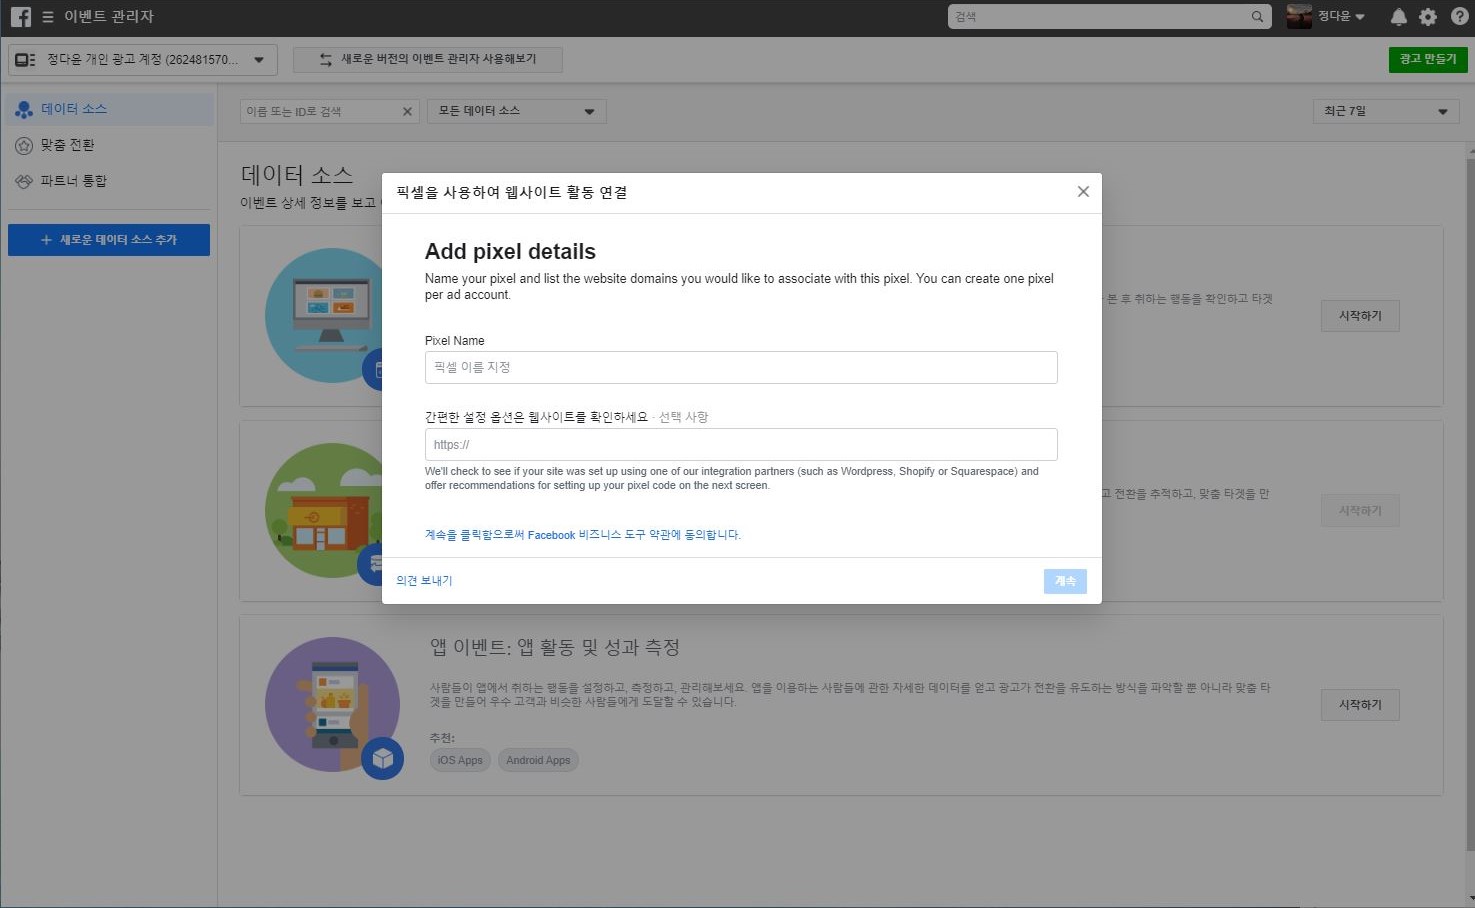 이벤트 관리자
검색
정다운
정다운 개인 광고 계정 (262481570...
새로운 버전의 이벤트 관리자 사용해보기
광고 만들기
데이터 소스
맞춤 전환
파트너 통합
새로운 데이터 소스 추가
이름 또는 ID로 검색
모든 데이터 소스
최근 7일
데이터 소스
이벤트 상세 정보를 보고
픽셀을 사용하여 웹사이트 활동 연결
Add pixel details
Name your pixel and list the website domains you would like to associate with this pixel. You can create one pixel
per ad account.
Pixel Name
픽셀 이름 지정
간편한 설정 옵션은 웹사이트를 확인하세요 · 선택 사항
https://
We'll check to see if your site was set up using one of our integration partners (such as Wordpress, Shopify or Squarespace) and
offer recommendations for setting up your pixel code on the next screen.
계속을 클릭함으로써 Facebook 비즈니스 도구 약관에 동의합니다.
의견 보내기
계속
본 후 취하는 행동을 확인하고 타겟
시작하기
고 전환을 추적하고, 맞춤 타겟을 만
시작하기
앱 이벤트: 앱 활동 및 성과 측정
사람들이 앱에서 취하는 행동을 설정하고, 측정하고, 관리해보세요. 앱을 이용하는 사람들에 관한 자세한 데이터를 얻고 광고가 전환을 유도하는 방식을 파악할 뿐 아니라 맞춤 타
겟을 만들어 우수 고객과 비슷한 사람들에게 도달할 수 있습니다.
추천:
iOS Apps
Android Apps
시작하기